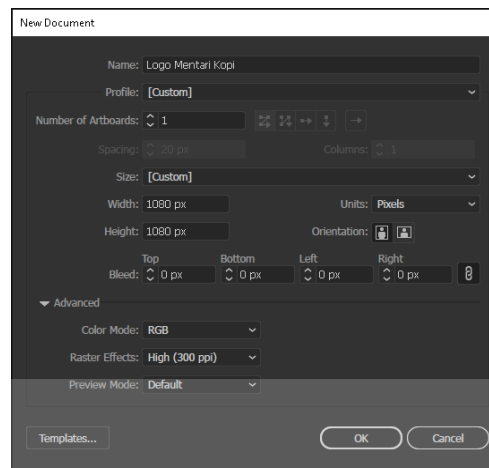 New Document
Name: Logo Mentari Kopi
Profile: [Custom]
Number of Artboards: 1
Spacing: 20 px Columns: 1
Size: [Custom]
Width: 1080 px Units: Pixels
Height: 1080 px Orientation:
Top Bottom Left Right
Bleed: 0 px 0 px 0 px 0 px
Advanced
Color Mode: RGB
Raster Effects: High (300 ppi)
Preview Mode: Default
Templates... OK Cancel